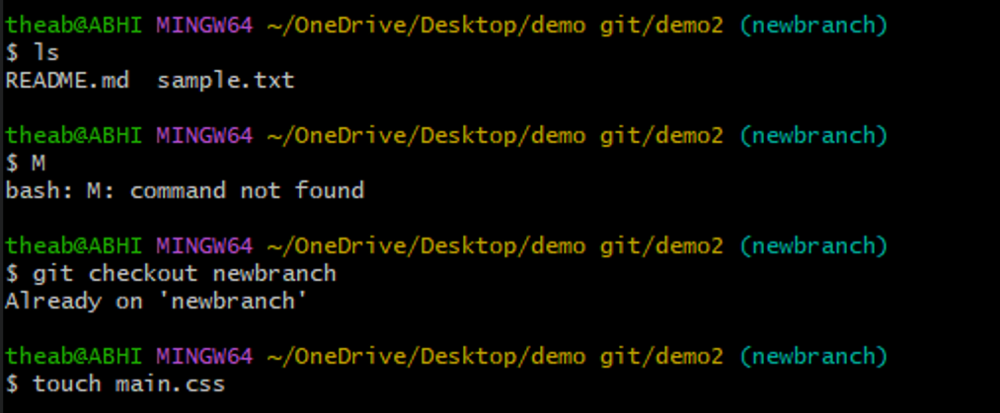 theab@ABHI MINGW64 ~/OneDrive/Desktop/demo git/demo2 (newbranch)
$ ls
README.md  sample.txt
theab@ABHI MINGW64 ~/OneDrive/Desktop/demo git/demo2 (newbranch)
$ M
bash: M: command not found
theab@ABHI MINGW64 ~/OneDrive/Desktop/demo git/demo2 (newbranch)
$ git checkout newbranch
Already on 'newbranch'
theab@ABHI MINGW64 ~/OneDrive/Desktop/demo git/demo2 (newbranch)
$ touch main.css